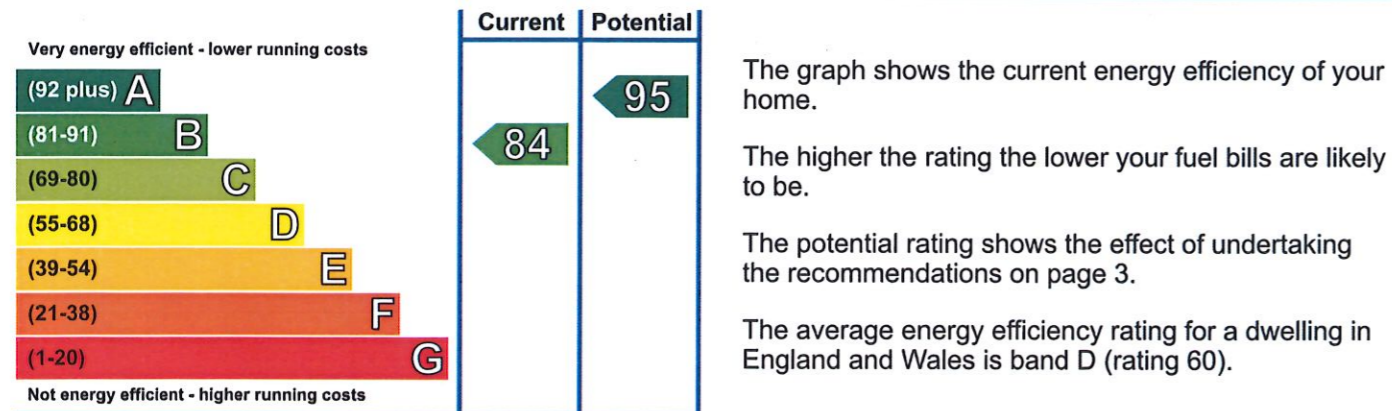 Current Potential
Very energy efficient - lower running costs
(92 plus) A
(81-91) B
(69-80) C
(55-68) D
(39-54) E
(21-38) F
(1-20) G
Not energy efficient - higher running costs
84
95
The graph shows the current energy efficiency of your
home.
The higher the rating the lower your fuel bills are likely
to be.
The potential rating shows the effect of undertaking
the recommendations on page 3.
The average energy efficiency rating for a dwelling in
England and Wales is band D (rating 60).